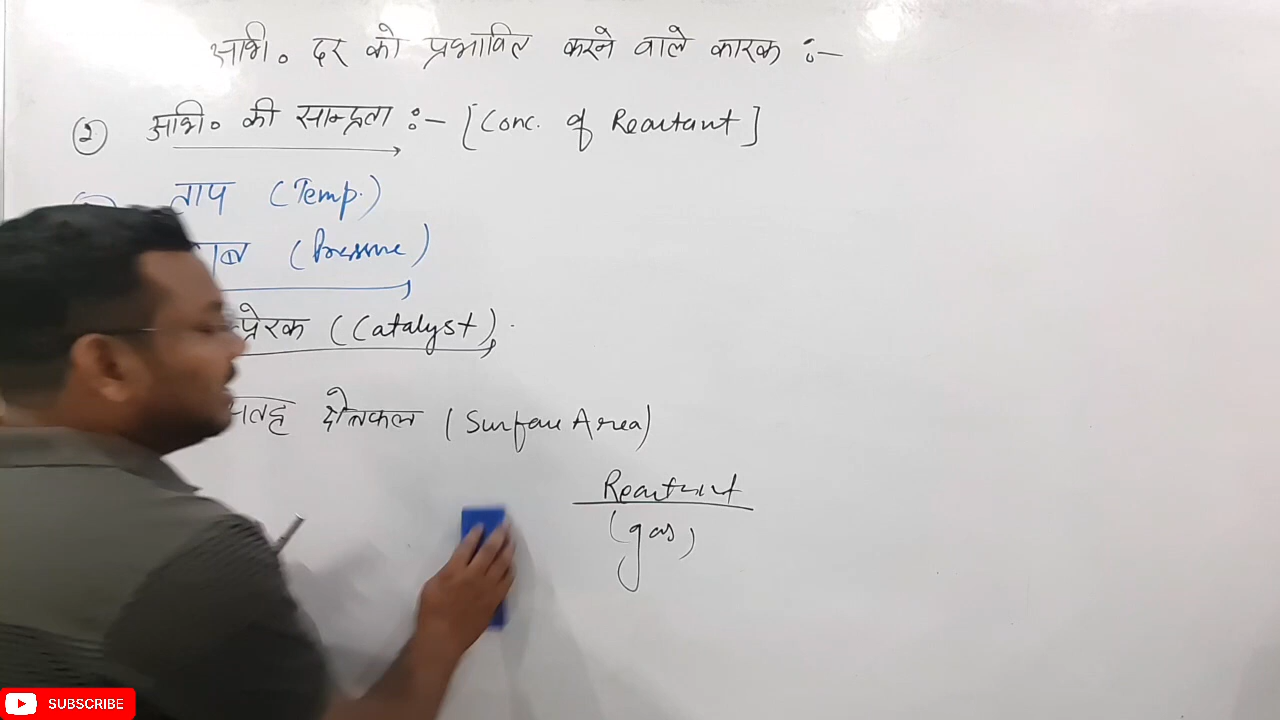 अभि० दर को प्रभावित करने वाले कारक :-
① अभि० की सान्द्रता :- [Conc. of Reactant]
ताप (Temp.)
(Pressure)
प्रेरक (Catalyst).
सतह क्षेत्रफल (Surface Area)
Reactant
(gas)
SUBSCRIBE